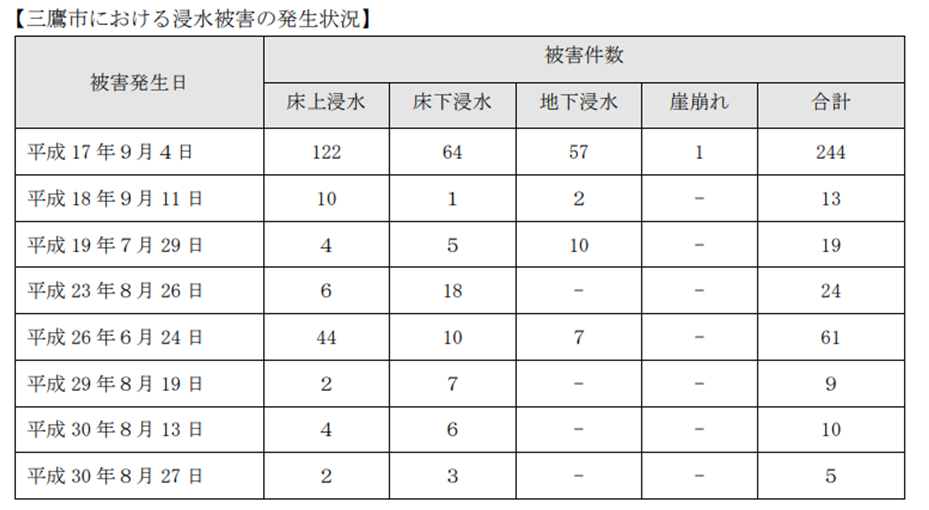 【三鷹市における浸水被害の発生状況】
被害発生日 被害件数
床上浸水 床下浸水 地下浸水 崖崩れ 合計
平成 17 年９月４日 122 64 57 1 244
平成 18 年９月 11 日 10 １ ２ － 13
平成 19 年７月 29 日 ４ ５ 10 － 19
平成 23 年８月 26 日 ６ 18 － － 24
平成 26 年６月 24 日 44 10 ７ － 61
平成 29 年８月 19 日 ２ ７ － － ９
平成 30 年８月 13 日 ４ ６ － － 10
平成 30 年８月 27 日 ２ ３ － － ５